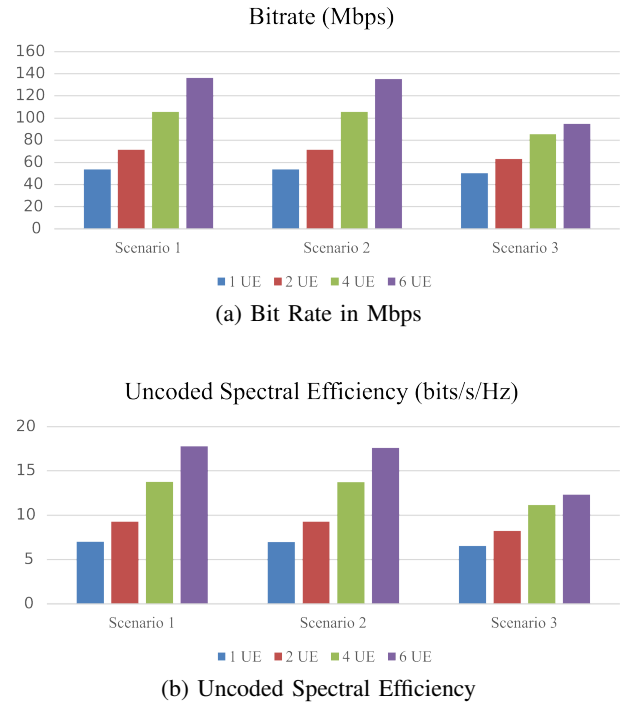 Bitrate (Mbps)
160
140
120
100
80
60
40
20
0
Scenario 1 Scenario 2 Scenario 3
1 UE 2 UE 4 UE 6 UE
(a) Bit Rate in Mbps
Uncoded Spectral Efficiency (bits/s/Hz)
20
15
10
5
0
Scenario 1 Scenario 2 Scenario 3
1 UE 2 UE 4 UE 6 UE
(b) Uncoded Spectral Efficiency